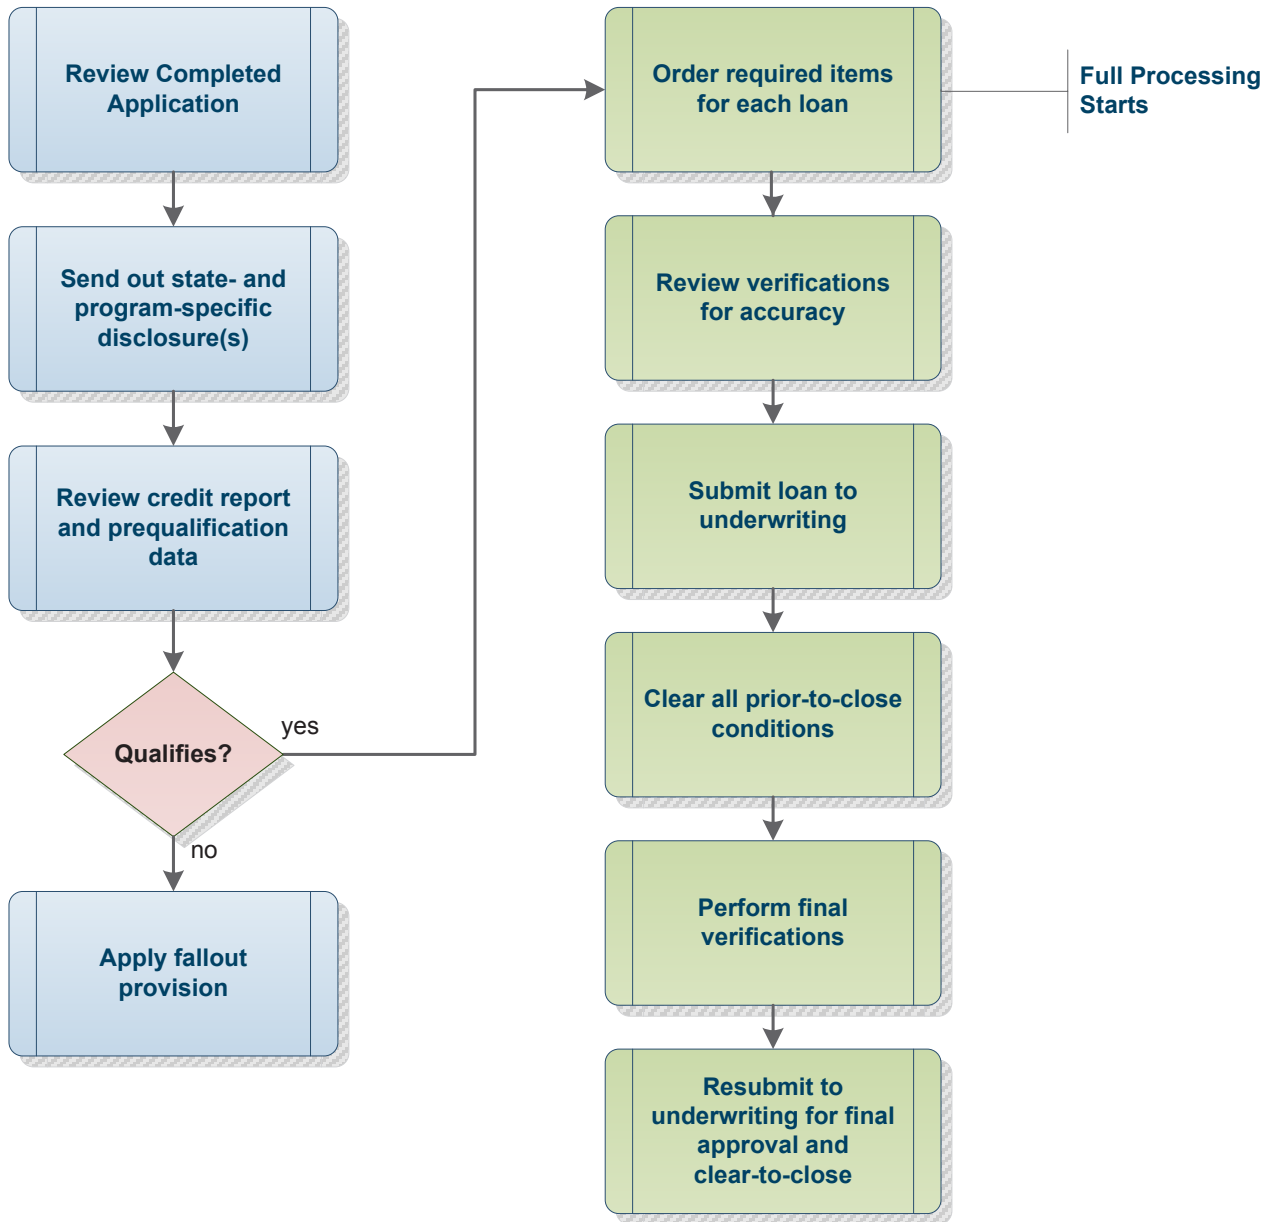 Review Completed
Application
Send out state- and
program-specific
disclosure(s)
Review credit report
and prequalification
data
Qualifies?
yes
no
Apply fallout
provision
Order required items
for each loan
Full Processing
Starts
Review verifications
for accuracy
Submit loan to
underwriting
Clear all prior-to-close
conditions
Perform final
verifications
Resubmit to
underwriting for final
approval and
clear-to-close